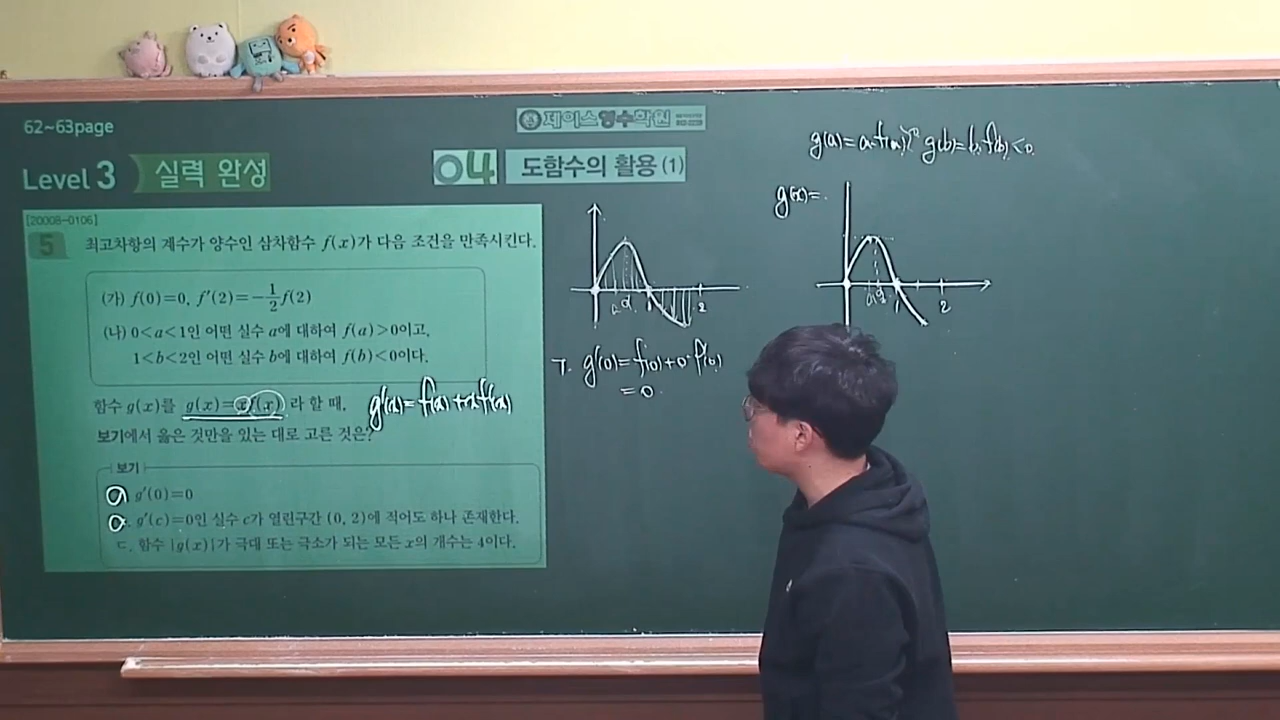 62~63page
제이스영수학원
Level 3 실력 완성
04 도함수의 활용 (1)
[20008-0106]
5 최고차항의 계수가 양수인 삼차함수 f(x)가 다음 조건을 만족시킨다.
(가) f(0)=0, f′(2)=-1/2f(2)
(나) 0<a<1인 어떤 실수 a에 대하여 f(a)>0이고,
1<b<2인 어떤 실수 b에 대하여 f(b)<0이다.
함수 g(x)를 g(x)=xf(x) 라 할 때,
g′(x)=f(x)+xf′(x)
보기에서 옳은 것만을 있는 대로 고른 것은?
보기
g′(0)=0
g′(c)=0인 실수 c가 열린구간 (0, 2)에 적어도 하나 존재한다.
ㄷ. 함수 |g(x)|가 극대 또는 극소가 되는 모든 x의 개수는 4이다.
a
1
2
ㄱ. g′(0)=f(0)+0·f′(0)
=0
g(b)=b·f(b)<0
g(x)=
1
2